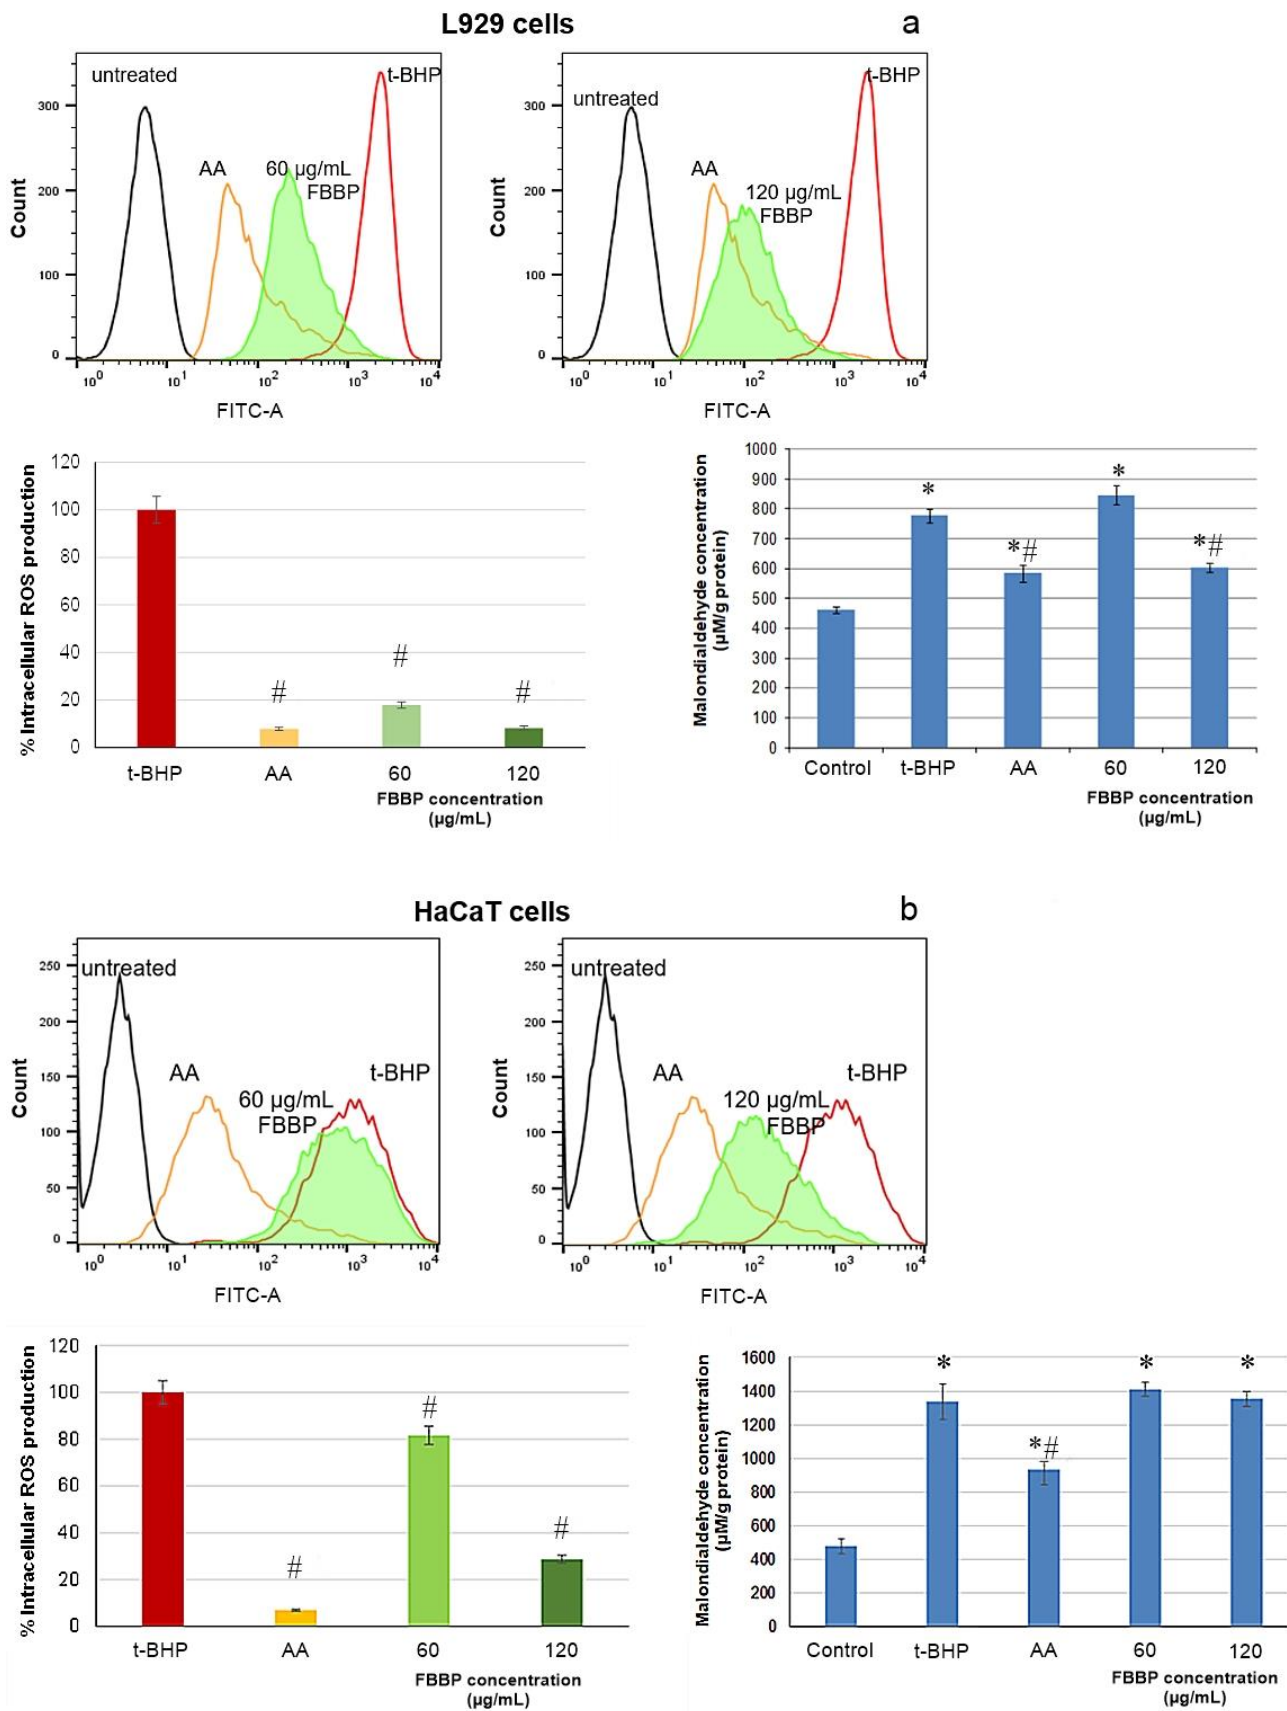 L929 cells
a
untreated
t-BHP
AA
60 µg/mL
FBBP
300
200
100
0
Count
10⁰ 10¹ 10² 10³ 10⁴
FITC-A
untreated
t-BHP
AA
120 µg/mL
FBBP
300
200
100
0
Count
10⁰ 10¹ 10² 10³ 10⁴
FITC-A
% Intracellular ROS production
120
100
80
60
40
20
0
#
#
#
t-BHP AA 60 120
FBBP concentration
(µg/mL)
Malondialdehyde concentration
(µM/g protein)
1000
900
800
700
600
500
400
300
200
100
0
*
*#
*
*#
Control t-BHP AA 60 120
FBBP concentration
(µg/mL)
HaCaT cells
b
untreated
AA
t-BHP
60 µg/mL
FBBP
250
200
150
100
50
0
Count
10⁰ 10¹ 10² 10³ 10⁴
FITC-A
untreated
AA
t-BHP
120 µg/mL
FBBP
250
200
150
100
50
0
Count
10⁰ 10¹ 10² 10³ 10⁴
FITC-A
% Intracellular ROS production
120
100
80
60
40
20
0
#
#
#
t-BHP AA 60 120
FBBP concentration
(µg/mL)
Malondialdehyde concentration
(µM/g protein)
1600
1400
1200
1000
800
600
400
200
0
*
*#
*
*
Control t-BHP AA 60 120
FBBP concentration
(µg/mL)